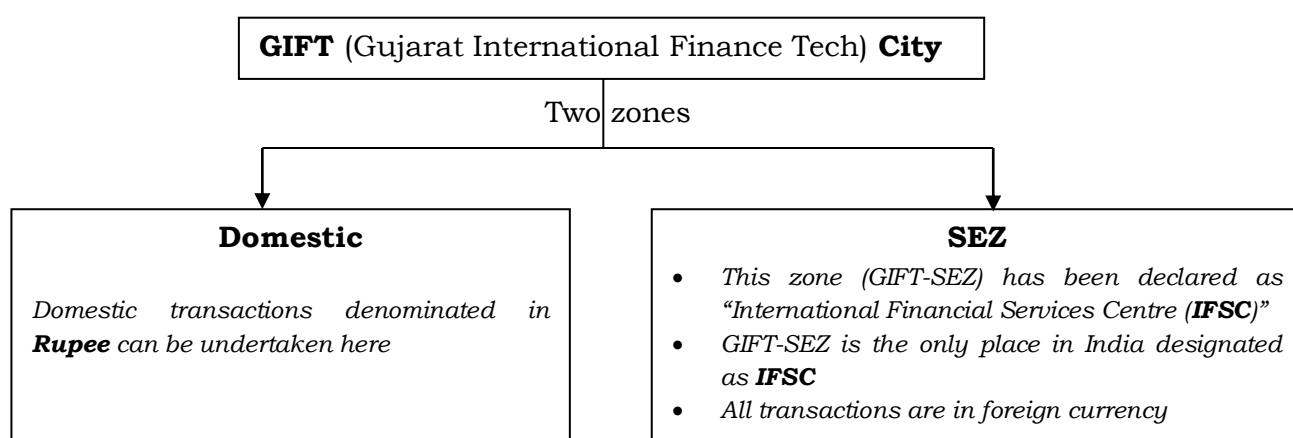 GIFT (Gujarat International Finance Tech) City
Two zones
Domestic
Domestic transactions denominated in
Rupee can be undertaken here
SEZ
• This zone (GIFT-SEZ) has been declared as
“International Financial Services Centre (IFSC)”
• GIFT-SEZ is the only place in India designated
as IFSC
• All transactions are in foreign currency